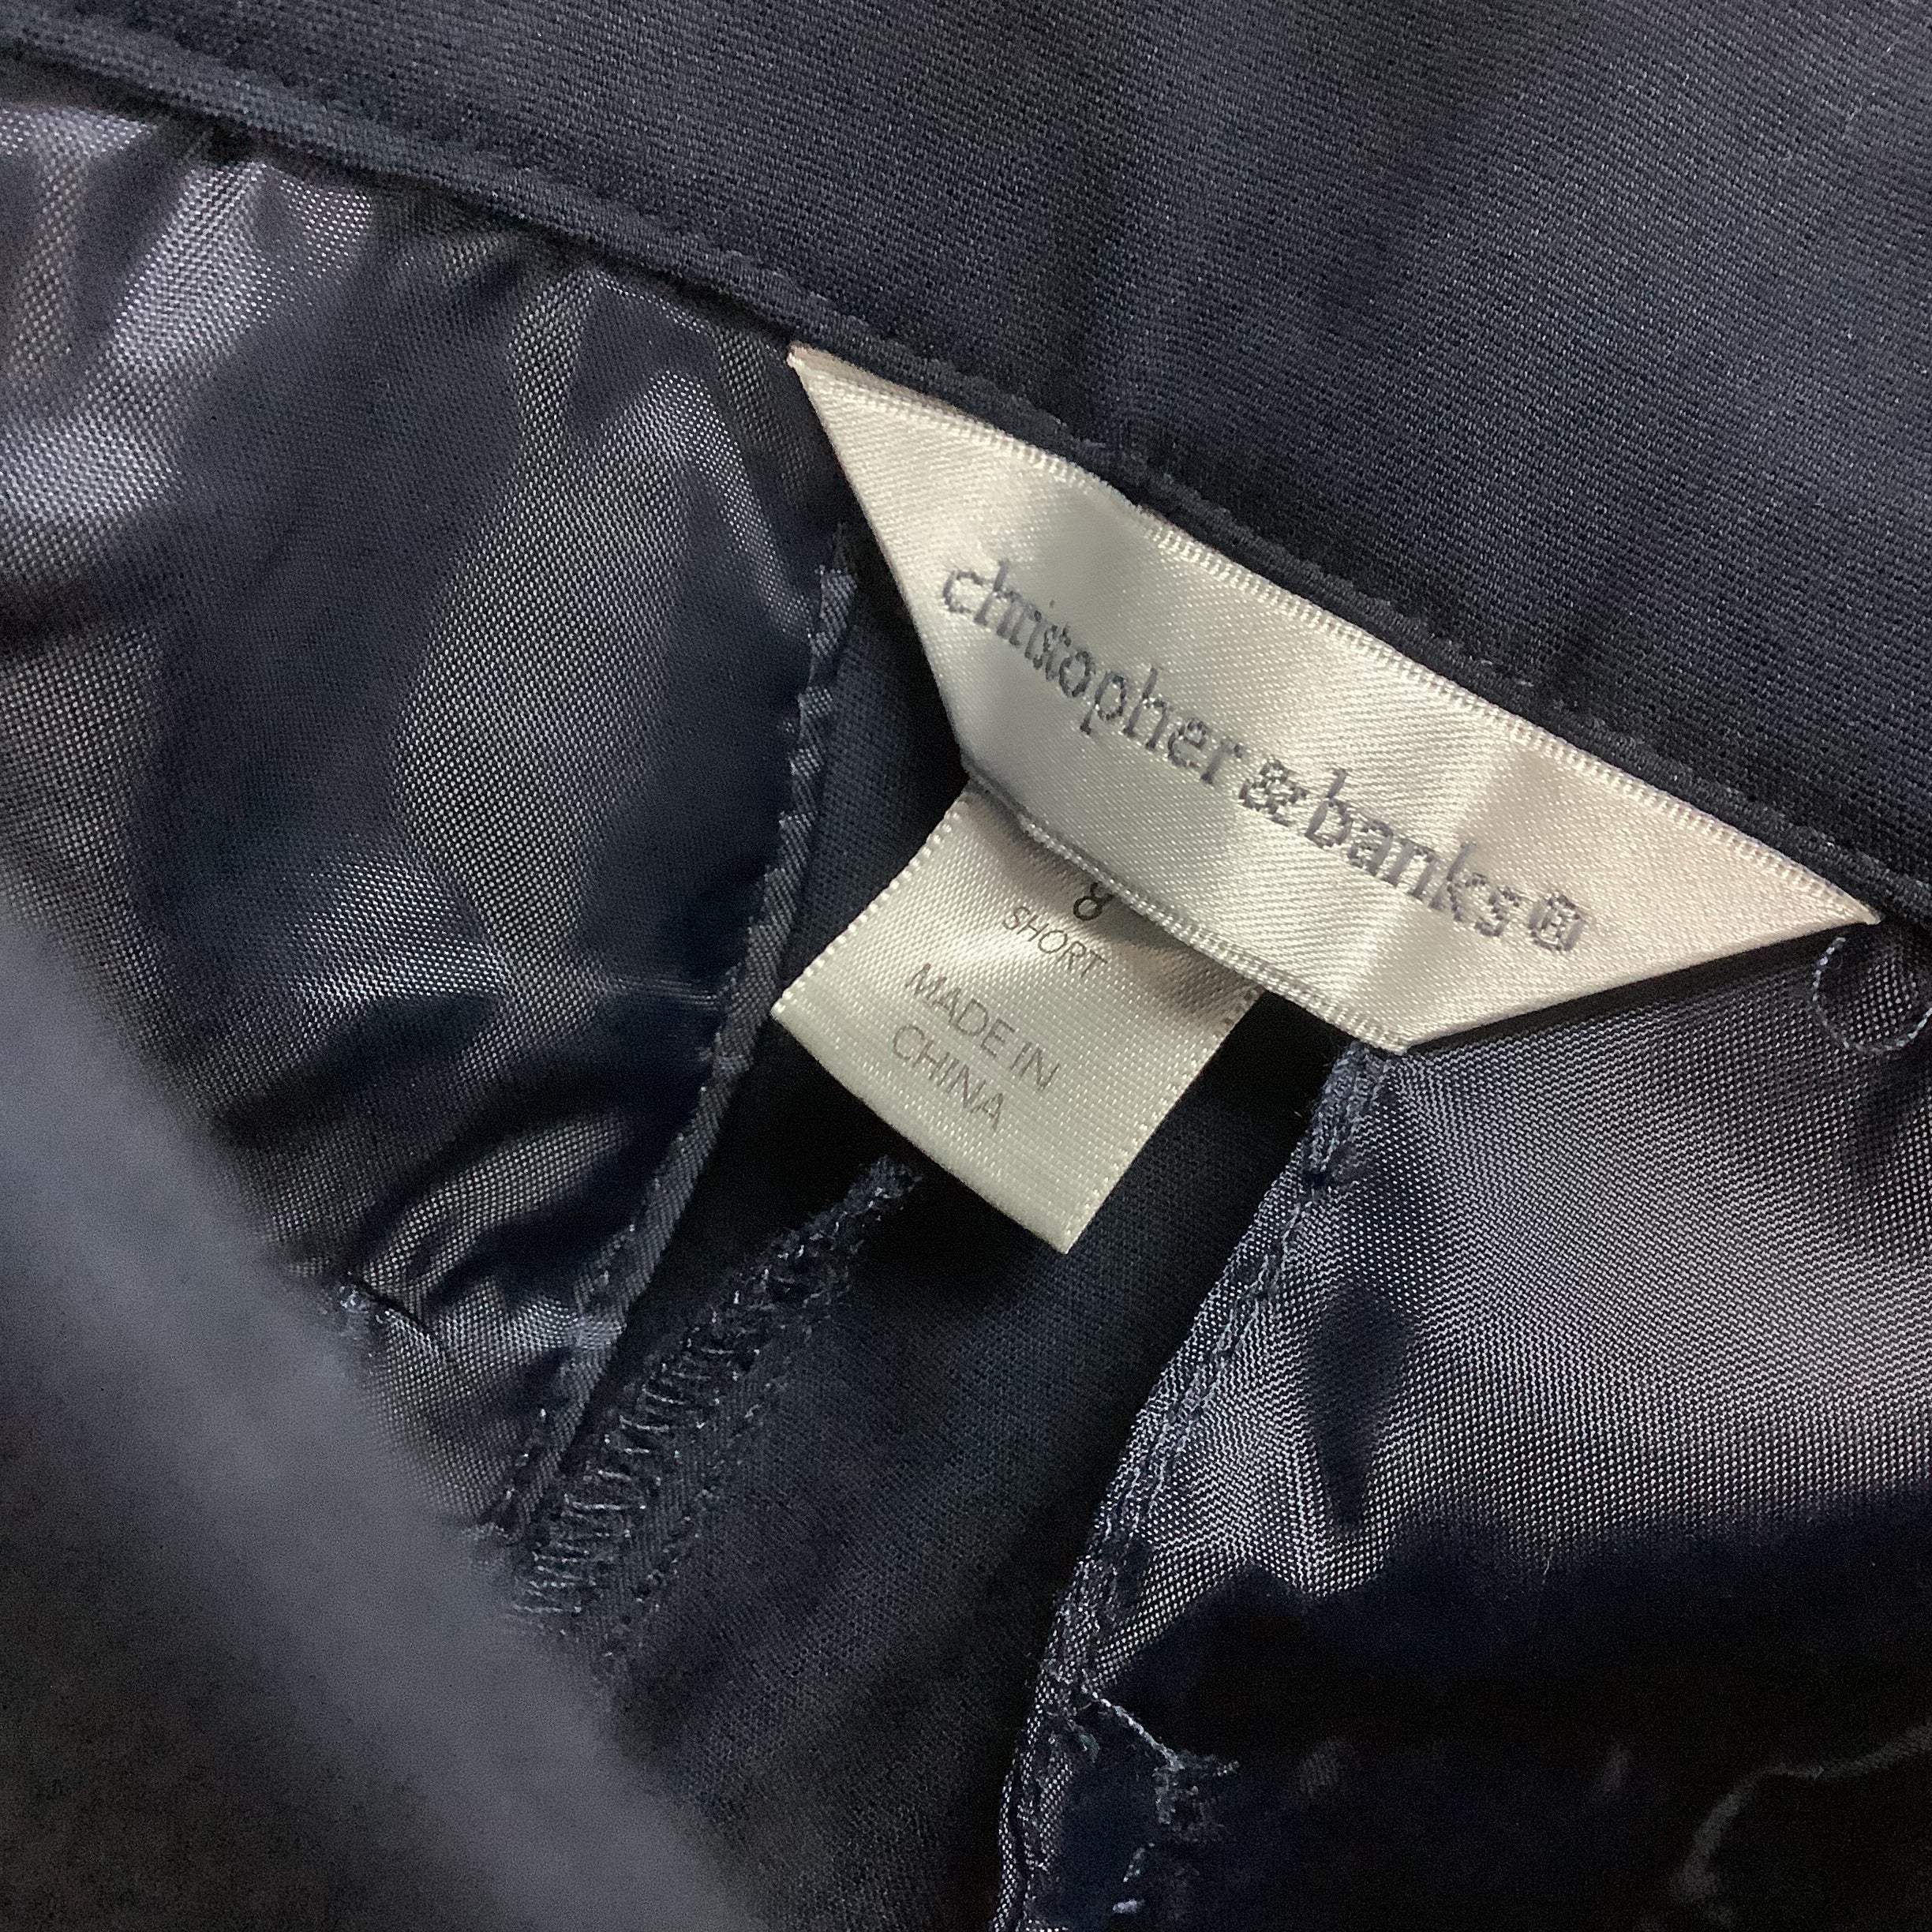 christopher & banks®
8
SHORT
MADE IN
CHINA